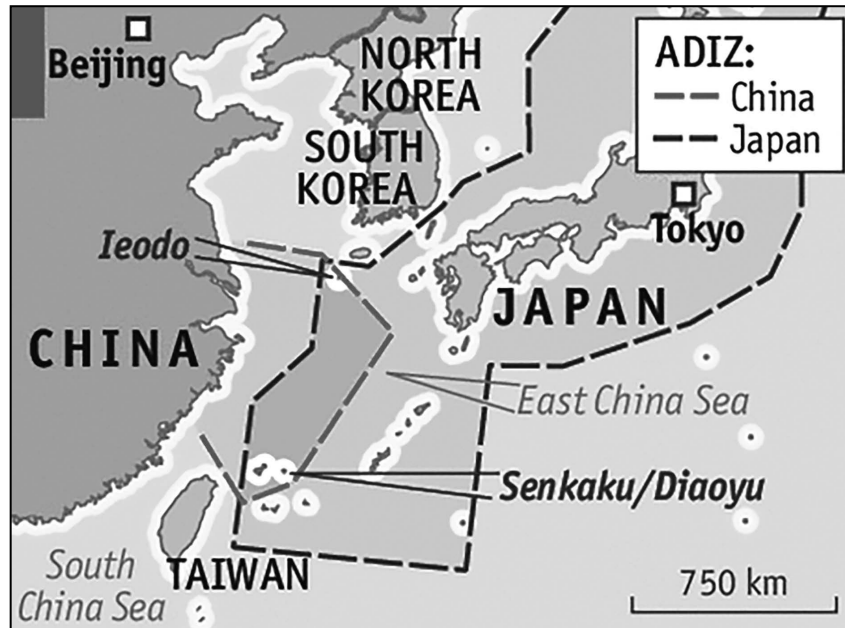 Beijing
NORTH
KOREA
SOUTH
KOREA
ADIZ:
China
Japan
Tokyo
Ieodo
JAPAN
CHINA
East China Sea
Senkaku/Diaoyu
TAIWAN
South
China Sea
750 km